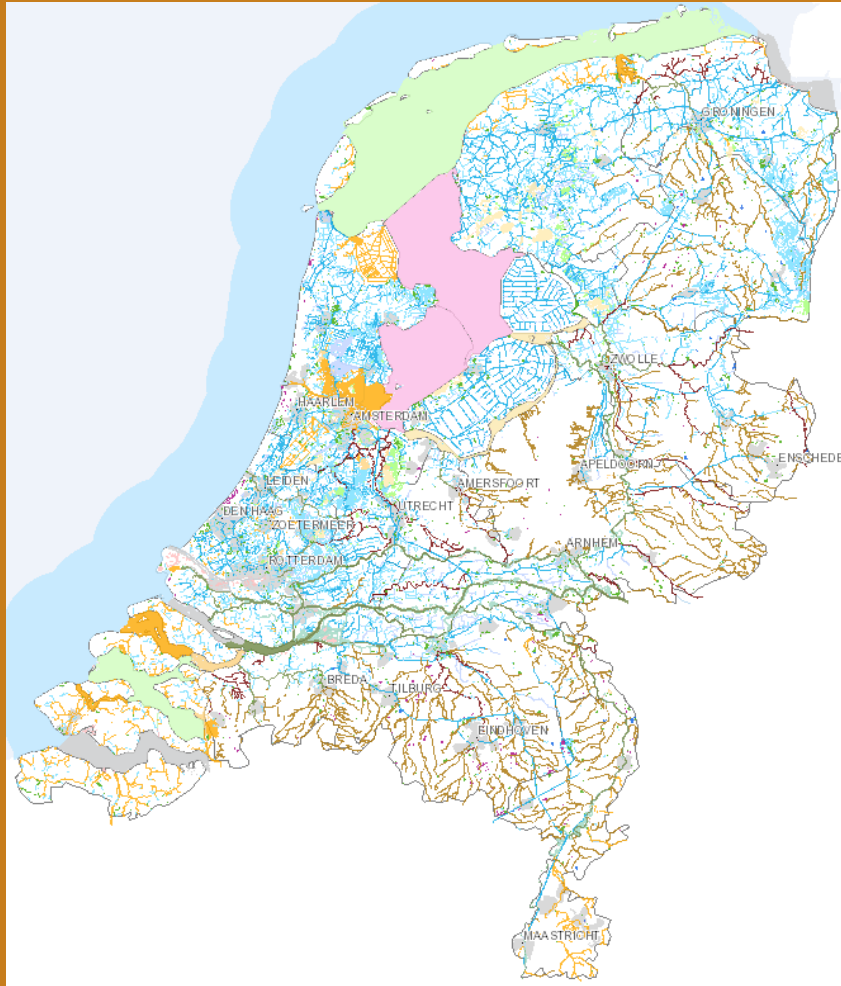 GRONINGEN
ZWOLLE
HAARLEM
AMSTERDAM
ENSCHEDE
APELDOORN
LEIDEN
AMERSFOORT
DEN HAAG
UTRECHT
ZOETERMEER
ARNHEM
ROTTERDAM
BREDA
TILBURG
EINDHOVEN
MAASTRICHT